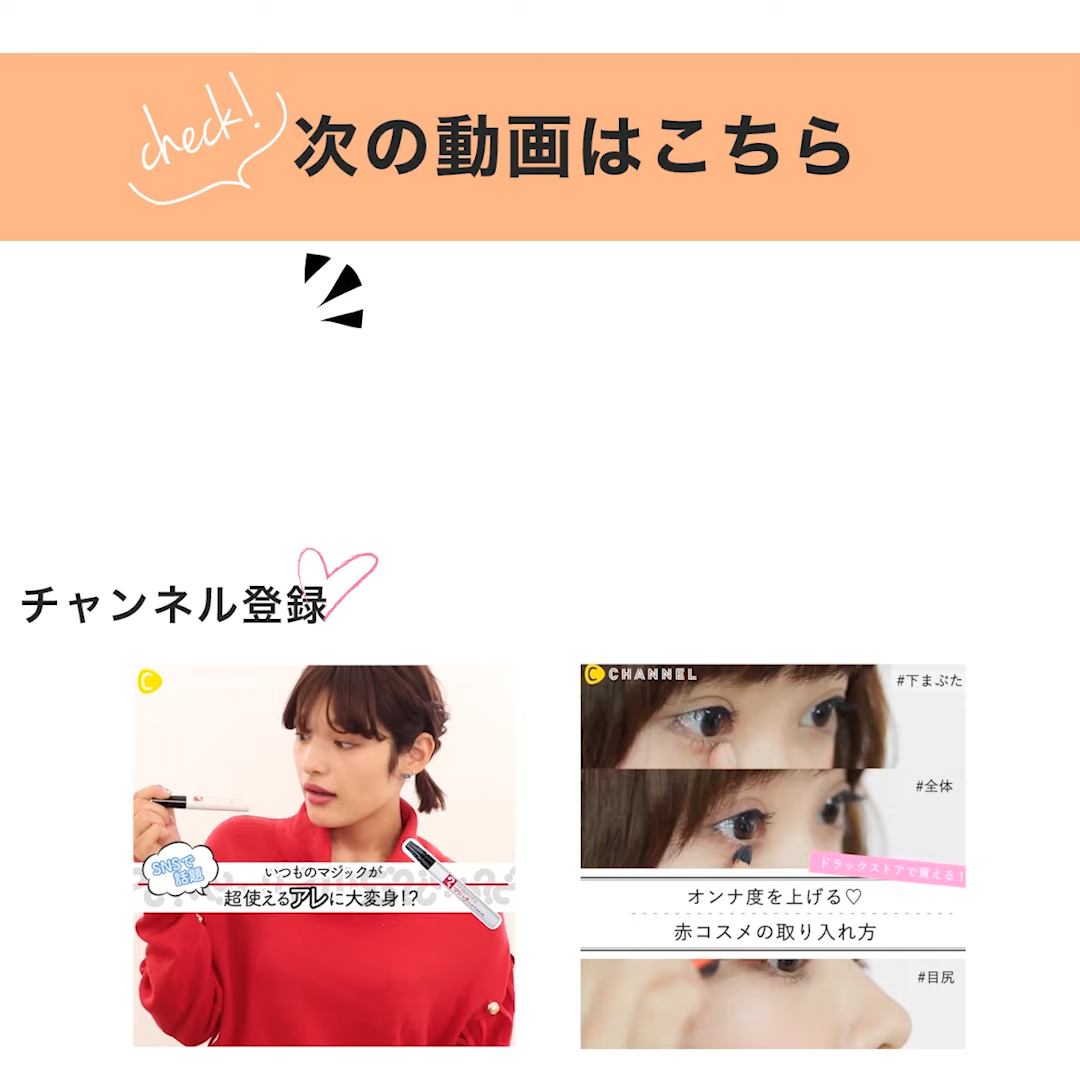 check!
次の動画はこちら
チャンネル登録
C
SNSで
話題
いつものマジックが
超使えるアレに大変身!?
C CHANNEL
#下まぶた
#全体
ドラッグストアで買える!
オンナ度を上げる♡
赤コスメの取り入れ方
#目尻